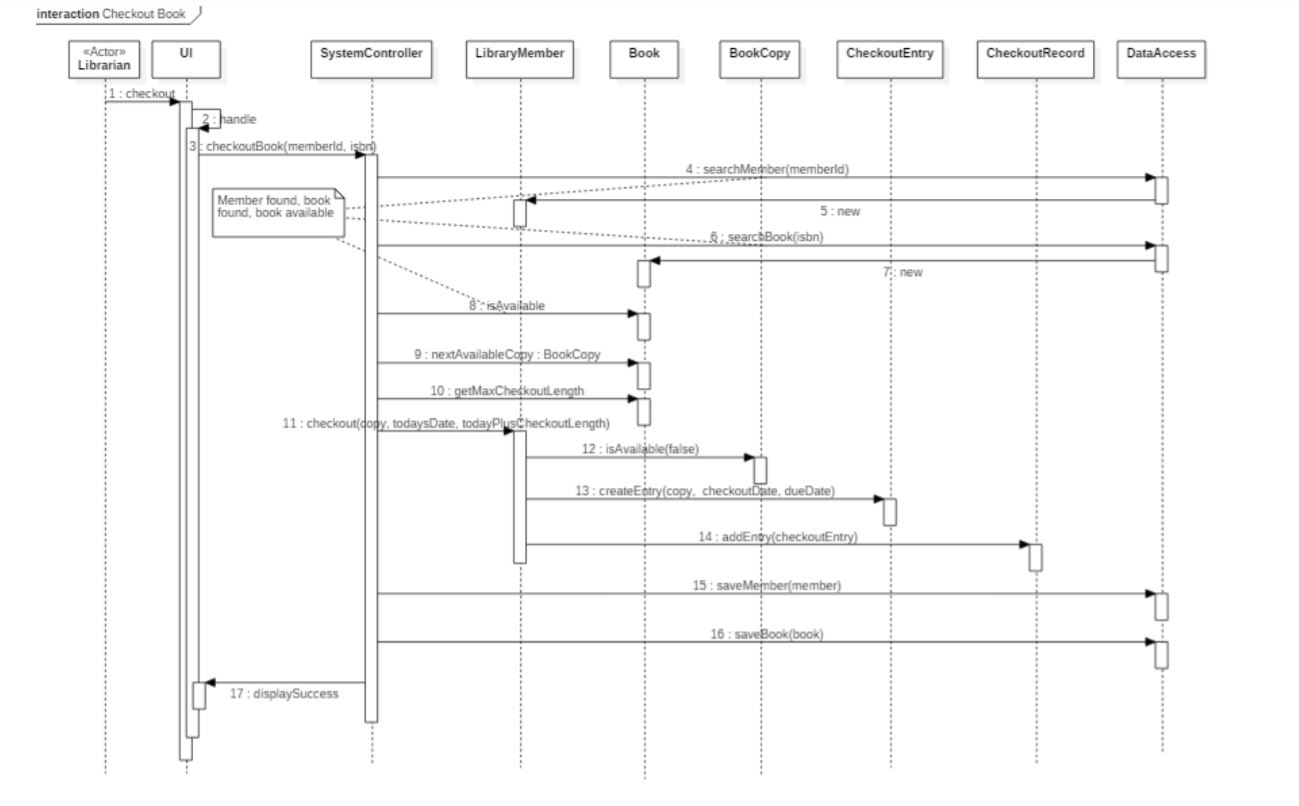 interaction Checkout Book
«Actor»
Librarian
UI
SystemController
LibraryMember
Book
BookCopy
CheckoutEntry
CheckoutRecord
DataAccess
1 : checkout
2 : handle
3 : checkoutBook(memberId, isbn)
4 : searchMember(memberId)
Member found, book
found, book available
5 : new
6 : searchBook(isbn)
7 : new
8 : isAvailable
9 : nextAvailableCopy : BookCopy
10 : getMaxCheckoutLength
11 : checkout(copy, todaysDate, todayPlusCheckoutLength)
12 : isAvailable(false)
13 : createEntry(copy,  checkoutDate, dueDate)
14 : addEntry(checkoutEntry)
15 : saveMember(member)
16 : saveBook(book)
17 : displaySuccess